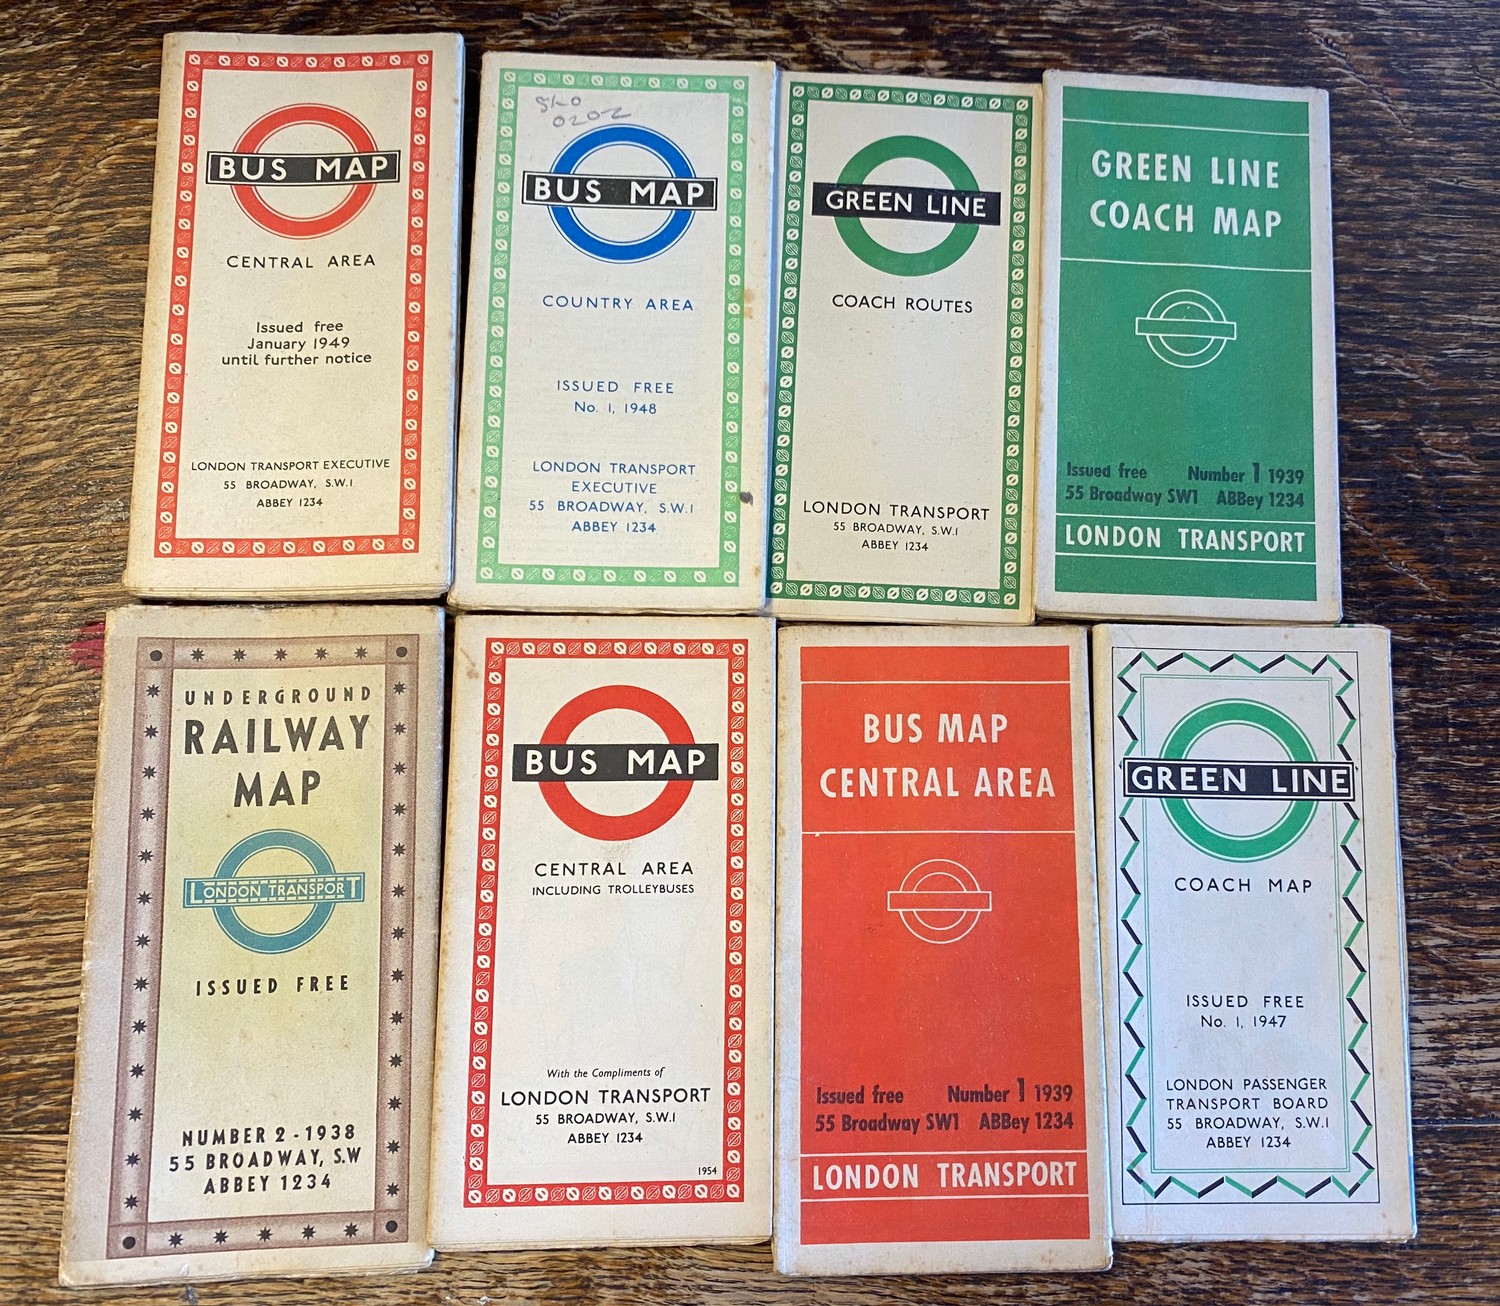 BUS MAP
CENTRAL AREA
Issued free
January 1949
until further notice
LONDON TRANSPORT EXECUTIVE
55 BROADWAY, S.W.1
ABBEY 1234
BUS MAP
COUNTRY AREA
ISSUED FREE
No. 1, 1948
LONDON TRANSPORT
EXECUTIVE
55 BROADWAY, S.W.1
ABBEY 1234
GREEN LINE
COACH ROUTES
LONDON TRANSPORT
55 BROADWAY, S.W.1
ABBEY 1234
GREEN LINE
COACH MAP
Issued free Number 1 1939
55 Broadway SW1 ABBey 1234
LONDON TRANSPORT
UNDERGROUND
RAILWAY
MAP
LONDON TRANSPORT
ISSUED FREE
NUMBER 2 - 1938
55 BROADWAY, S.W
ABBEY 1234
BUS MAP
CENTRAL AREA
INCLUDING TROLLEYBUSES
With the Compliments of
LONDON TRANSPORT
55 BROADWAY, S.W.1
ABBEY 1234
1954
BUS MAP
CENTRAL AREA
Issued free Number 1 1939
55 Broadway SW1 ABBey 1234
LONDON TRANSPORT
GREEN LINE
COACH MAP
ISSUED FREE
No. 1, 1947
LONDON PASSENGER
TRANSPORT BOARD
55 BROADWAY, S.W.1
ABBEY 1234